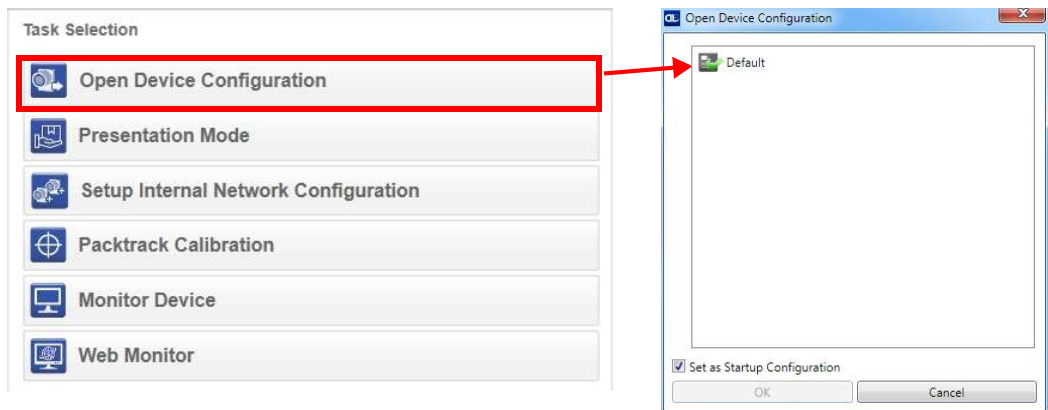 Task Selection
Open Device Configuration
Presentation Mode
Setup Internal Network Configuration
Packtrack Calibration
Monitor Device
Web Monitor
Open Device Configuration
Default
Set as Startup Configuration
OK
Cancel